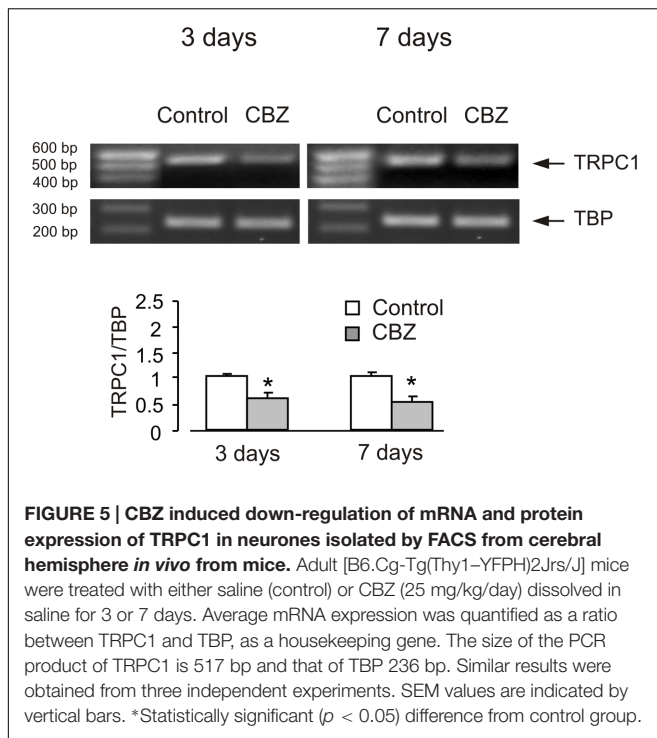 3 days 7 days
Control CBZ Control CBZ
600 bp
500 bp
400 bp
TRPC1
300 bp
200 bp
TBP
2.5
2
1.5
1
0.5
0
TRPC1/TBP
Control
CBZ
* *
3 days 7 days
FIGURE 5 | CBZ induced down-regulation of mRNA and protein
expression of TRPC1 in neurones isolated by FACS from cerebral
hemisphere in vivo from mice. Adult [B6.Cg-Tg(Thy1–YFPH)2Jrs/J] mice
were treated with either saline (control) or CBZ (25 mg/kg/day) dissolved in
saline for 3 or 7 days. Average mRNA expression was quantified as a ratio
between TRPC1 and TBP, as a housekeeping gene. The size of the PCR
product of TRPC1 is 517 bp and that of TBP 236 bp. Similar results were
obtained from three independent experiments. SEM values are indicated by
vertical bars. *Statistically significant (p < 0.05) difference from control group.